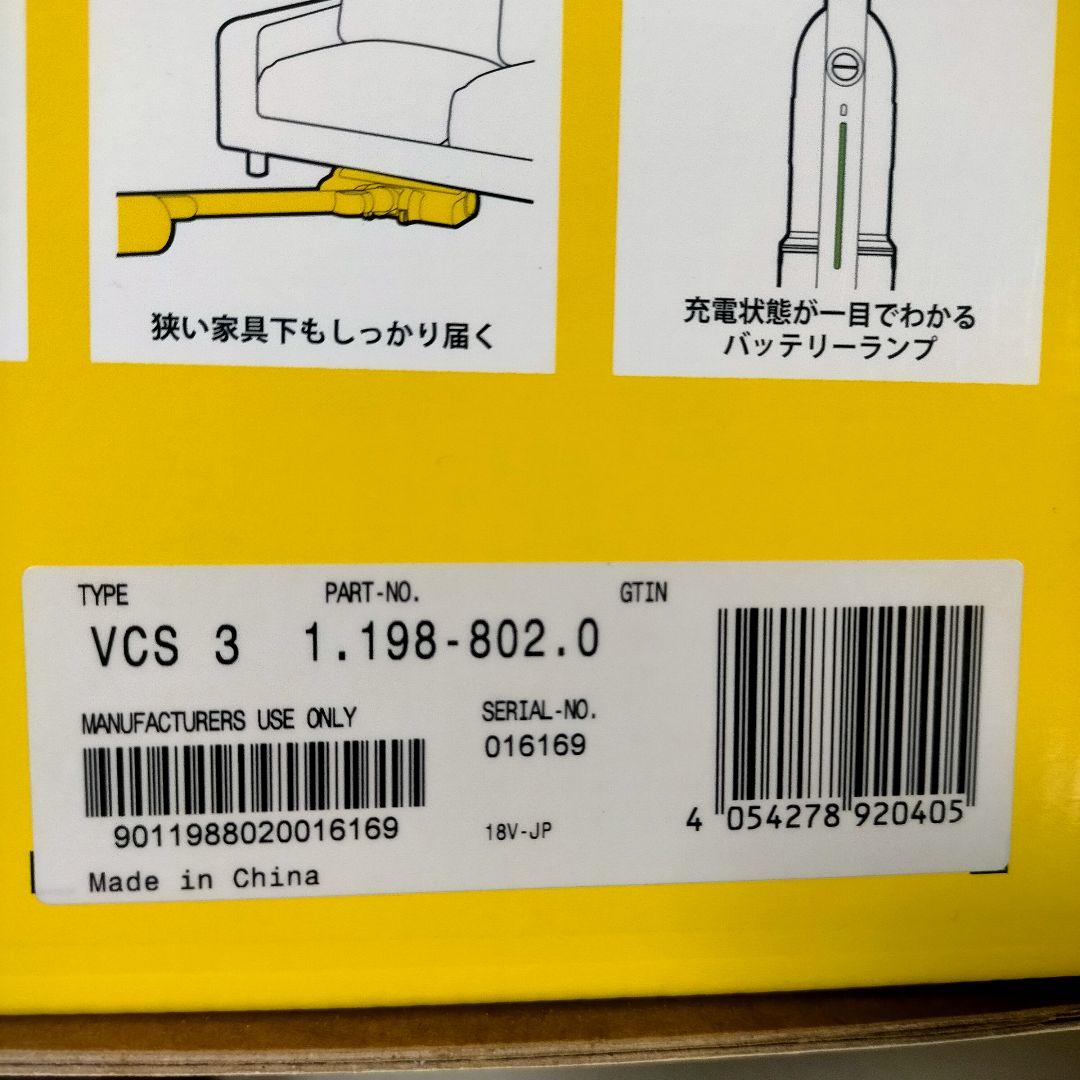 狭い家具下もしっかり届く
充電状態が一目でわかる
バッテリーランプ
TYPE PART-NO. GTIN
VCS 3 1.198-802.0
MANUFACTURERS USE ONLY SERIAL-NO.
016169
9011988020016169 18V-JP 4 054278 920405
Made in China